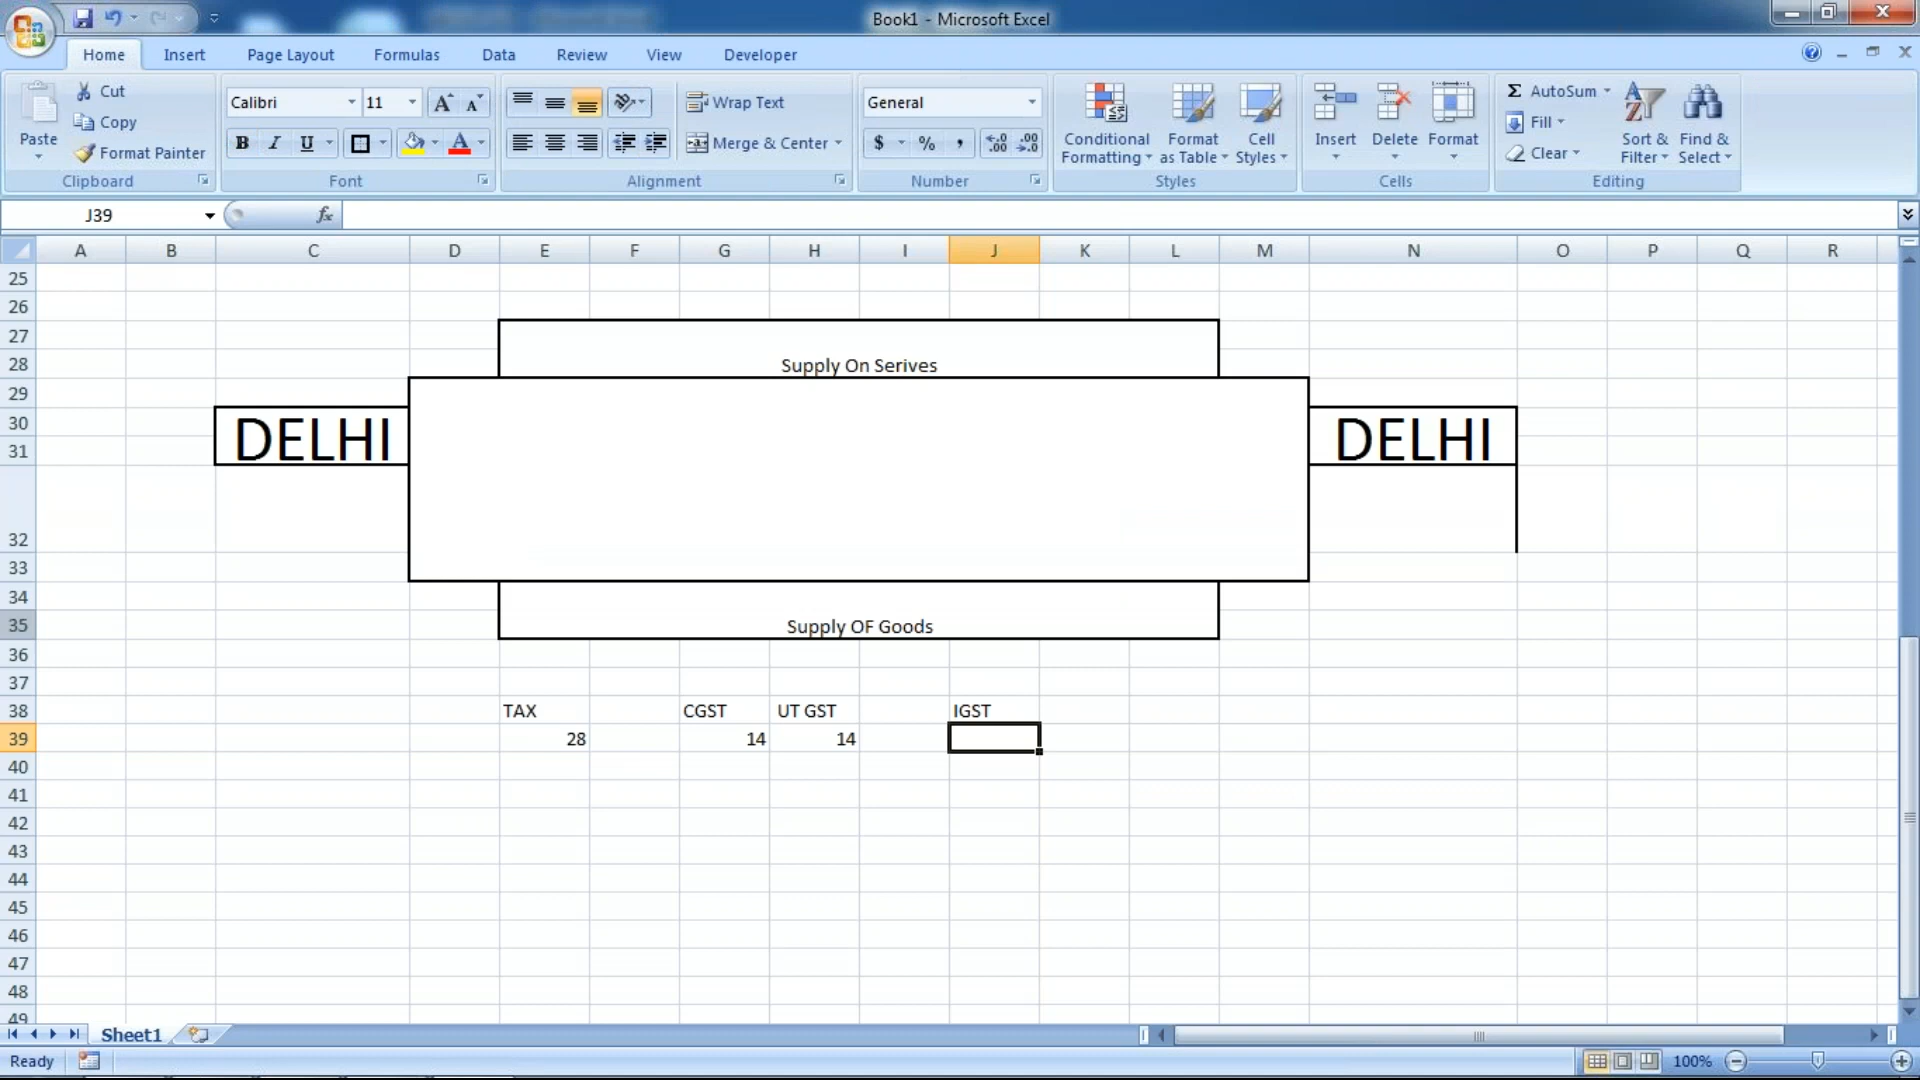 Book1 - Microsoft Excel
Home Insert Page Layout Formulas Data Review View Developer
Paste
Cut
Copy
Format Painter
Clipboard
Calibri 11
B I U
Font
Wrap Text
Merge & Center
Alignment
General
$ % ,
Number
Conditional Formatting
Format as Table
Cell Styles
Styles
Insert Delete Format
Cells
AutoSum
Fill
Clear
Sort & Filter
Find & Select
Editing
J39
fx
A B C D E F G H I J K L M N O P Q R
25
26
27
28 Supply On Serives
29
30
31 DELHI DELHI
32
33
34
35 Supply OF Goods
36
37
38 TAX CGST UT GST IGST
39 28 14 14
40
41
42
43
44
45
46
47
48
49
Sheet1
Ready 100%